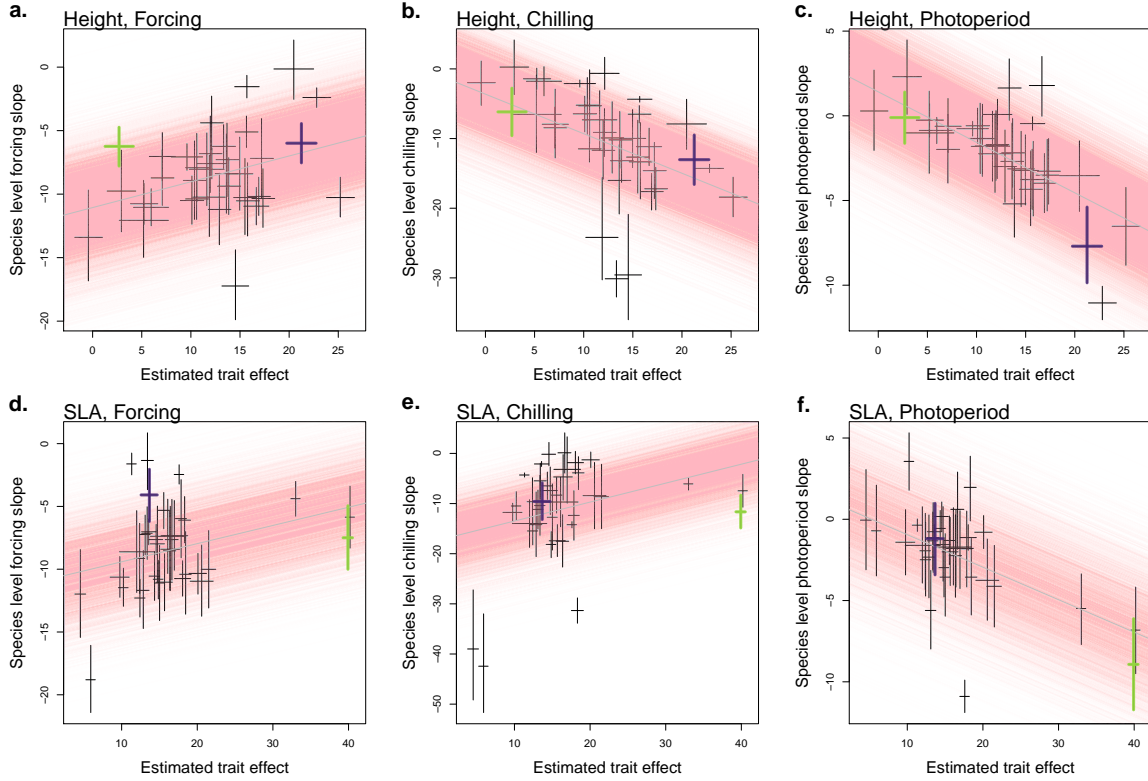 a.
Height, Forcing
Species level forcing slope
0
−5
−10
−15
−20
0 5 10 15 20 25
Estimated trait effect
b.
Height, Chilling
Species level chilling slope
0
−10
−20
−30
0 5 10 15 20 25
Estimated trait effect
c.
Height, Photoperiod
Species level photoperiod slope
5
0
−5
−10
0 5 10 15 20 25
Estimated trait effect
d.
SLA, Forcing
Species level forcing slope
0
−5
−10
−15
−20
10 20 30 40
Estimated trait effect
e.
SLA, Chilling
Species level chilling slope
0
−10
−20
−30
−40
−50
10 20 30 40
Estimated trait effect
f.
SLA, Photoperiod
Species level photoperiod slope
5
0
−5
−10
10 20 30 40
Estimated trait effect